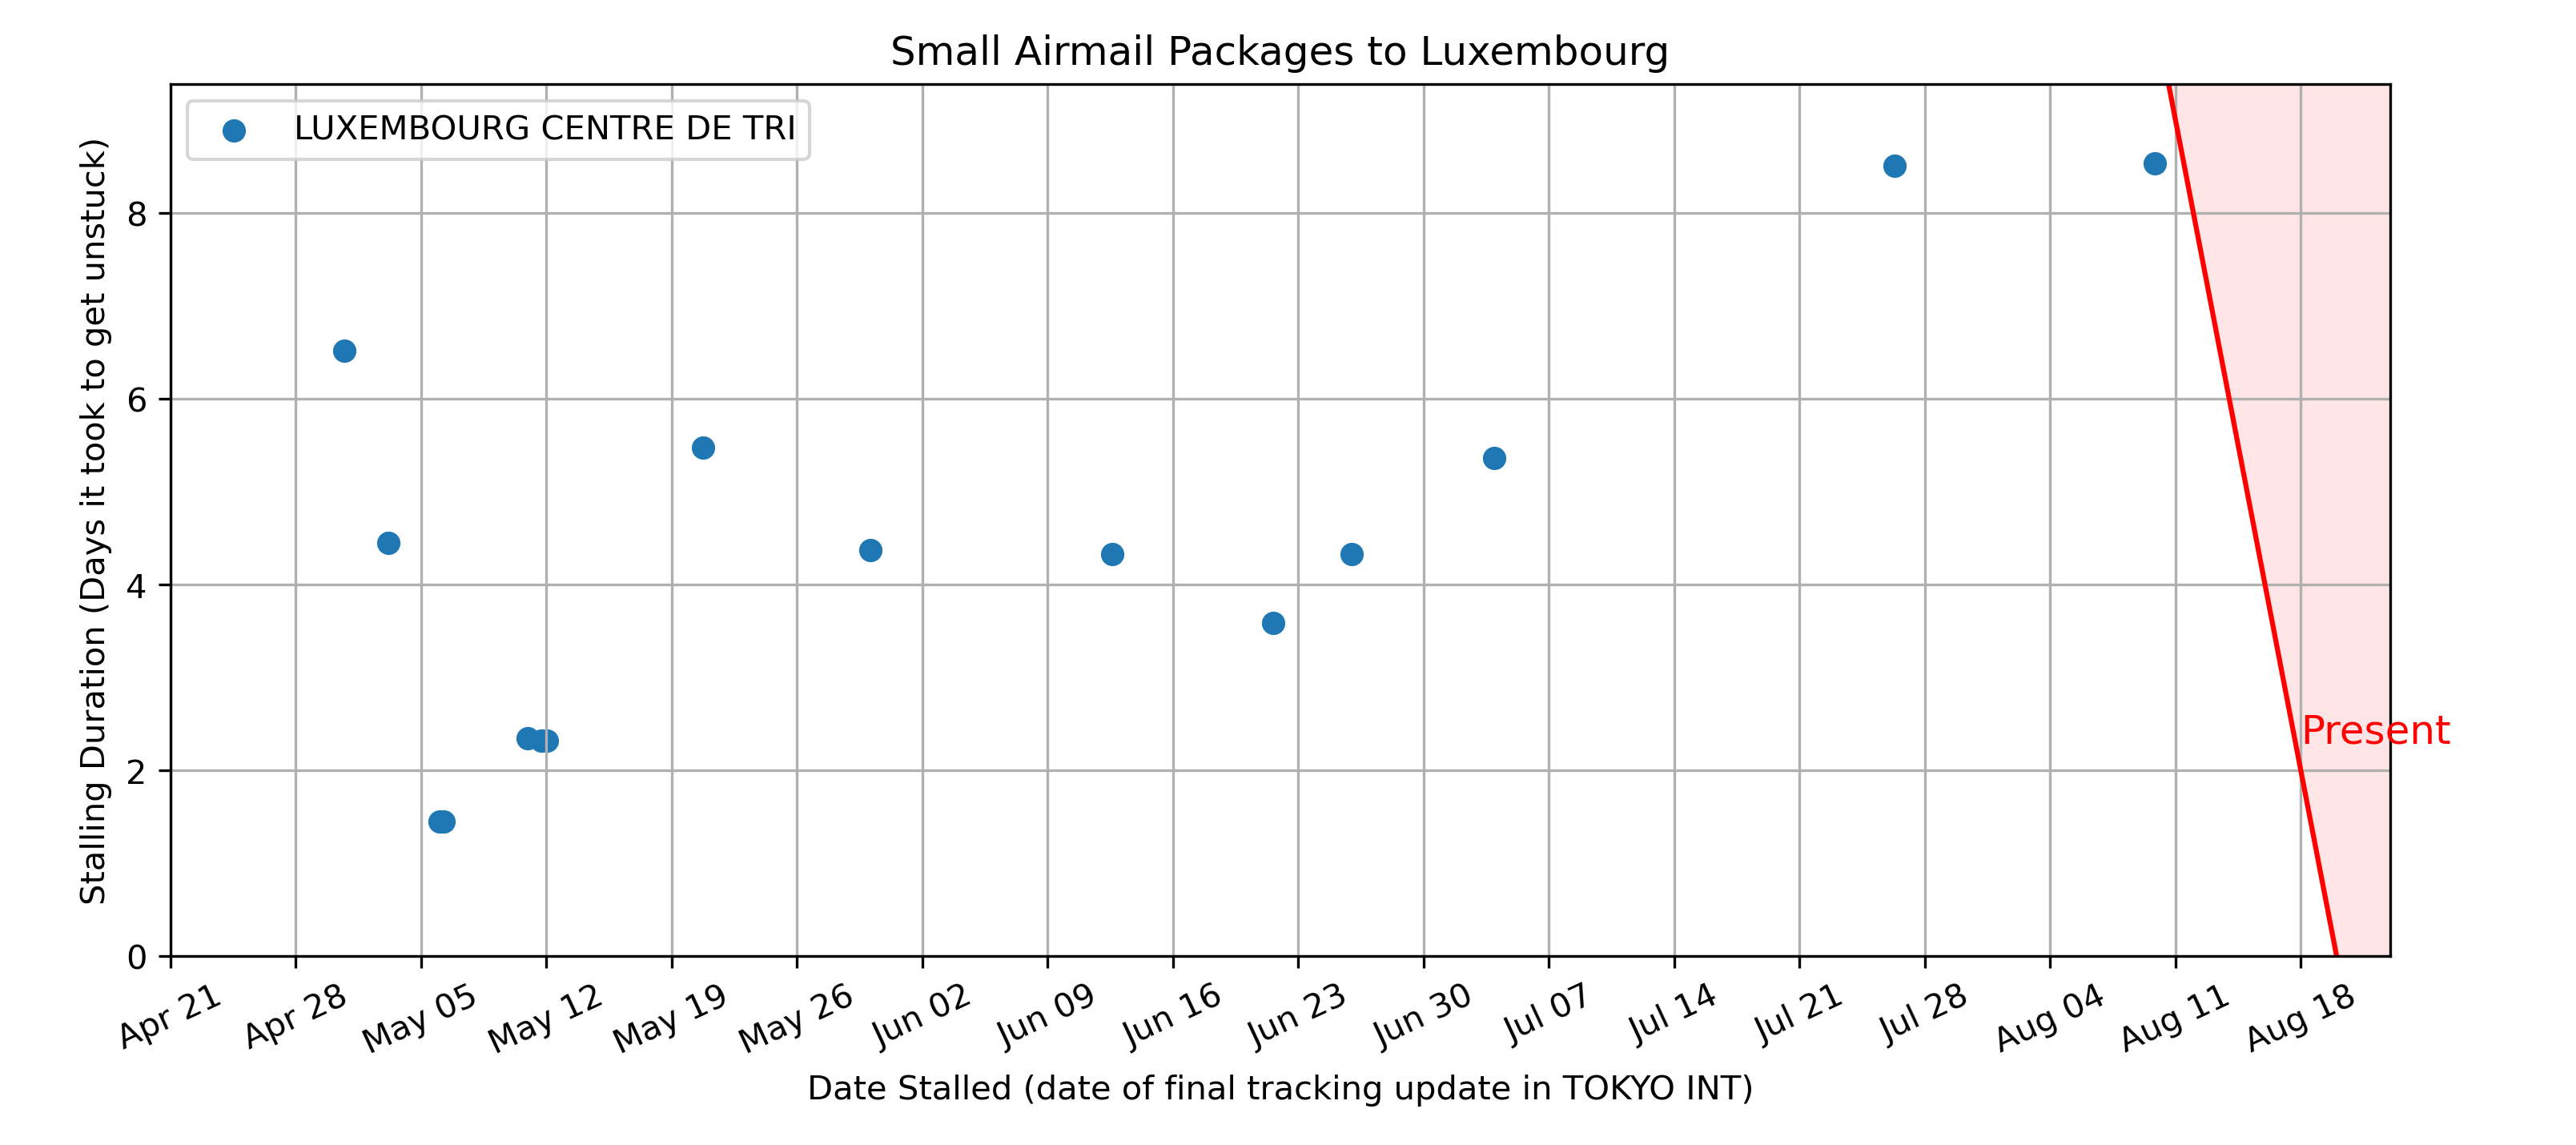 Small Airmail Packages to Luxembourg
LUXEMBOURG CENTRE DE TRI
Stalling Duration (Days it took to get unstuck)
8
6
4
2
0
Present
Apr 21 Apr 28 May 05 May 12 May 19 May 26 Jun 02 Jun 09 Jun 16 Jun 23 Jun 30 Jul 07 Jul 14 Jul 21 Jul 28 Aug 04 Aug 11 Aug 18
Date Stalled (date of final tracking update in TOKYO INT)